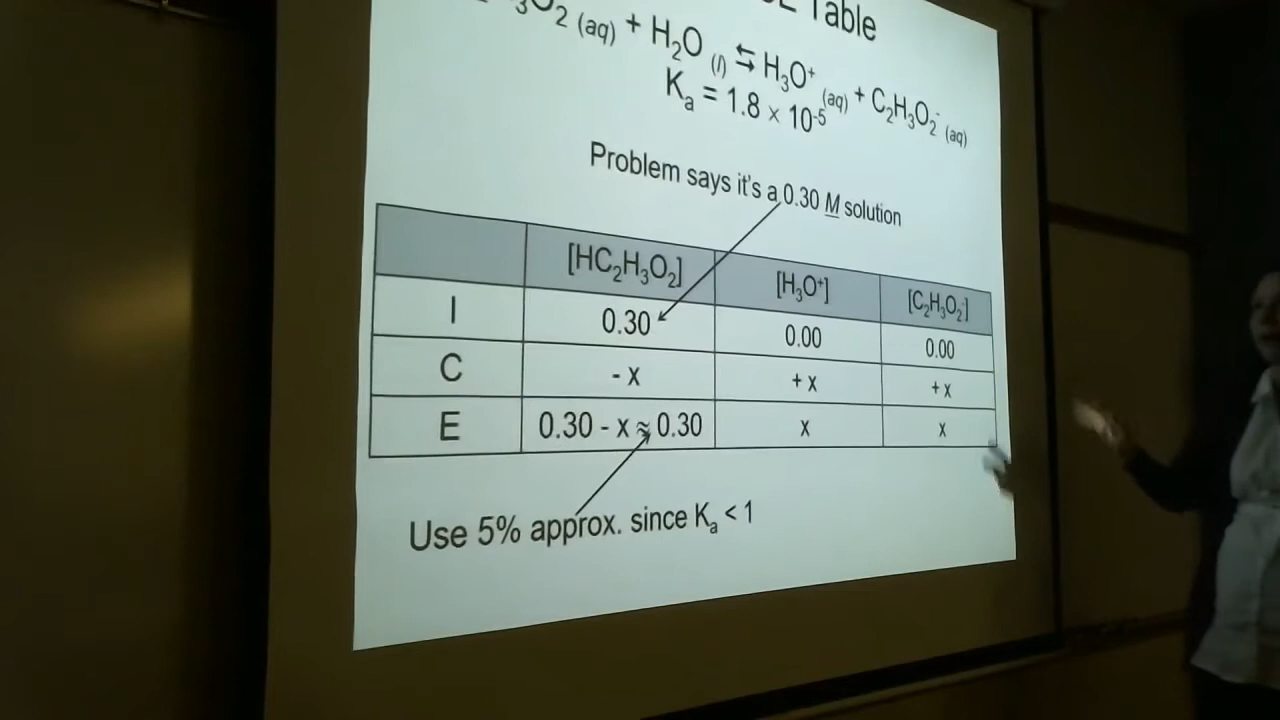 Table
₃O₂ (aq) + H₂O (l) ⇆ H₃O⁺ (aq) + C₂H₃O₂⁻ (aq)
Kₐ = 1.8 × 10⁻⁵
Problem says it's a 0.30 M solution
[HC₂H₃O₂] [H₃O⁺] [C₂H₃O₂⁻]
I 0.30 0.00 0.00
C - x + x + x
E 0.30 - x ≈ 0.30 x x
Use 5% approx. since Kₐ < 1